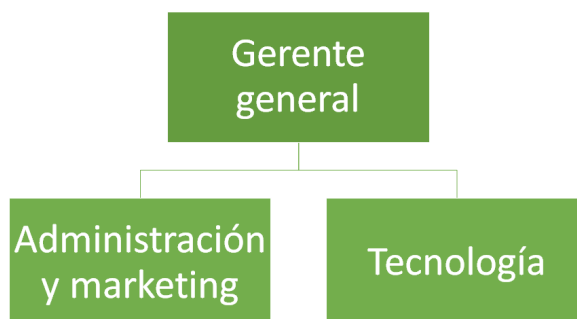 Gerente
general
Administración
y marketing
Tecnología